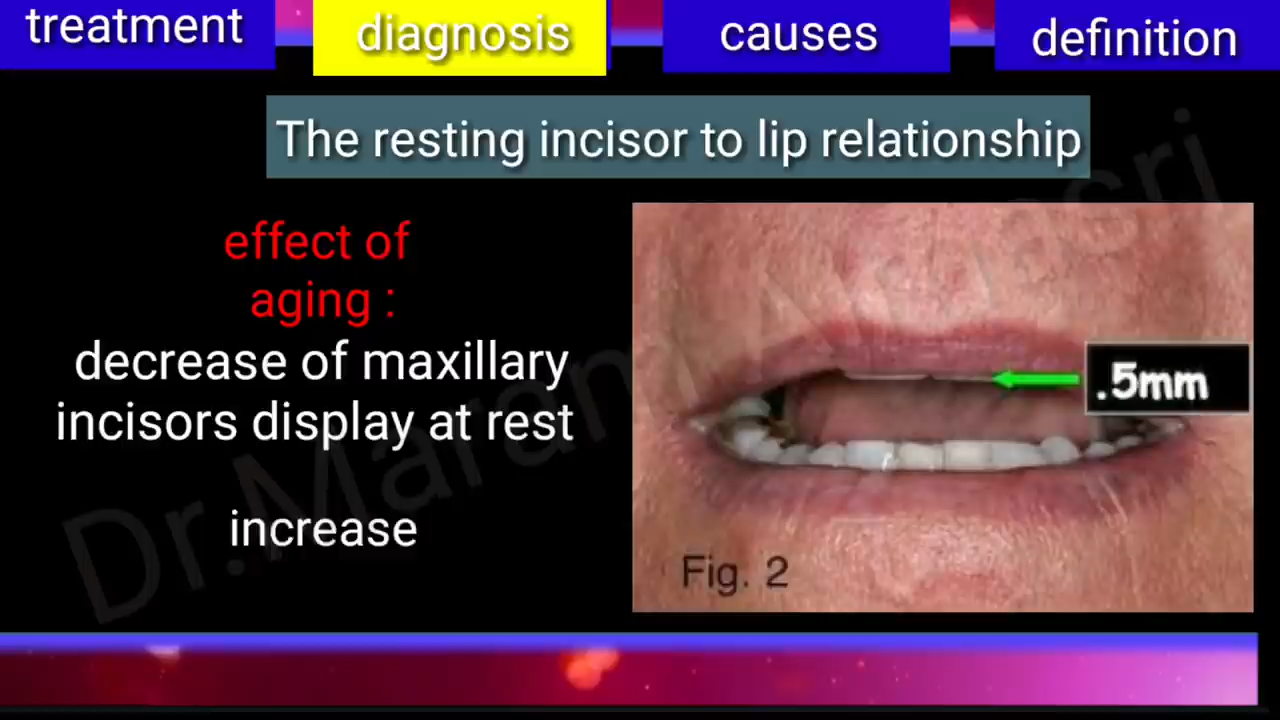 treatment
diagnosis
causes
definition
The resting incisor to lip relationship
effect of
aging :
decrease of maxillary
incisors display at rest
increase
.5mm
Fig. 2